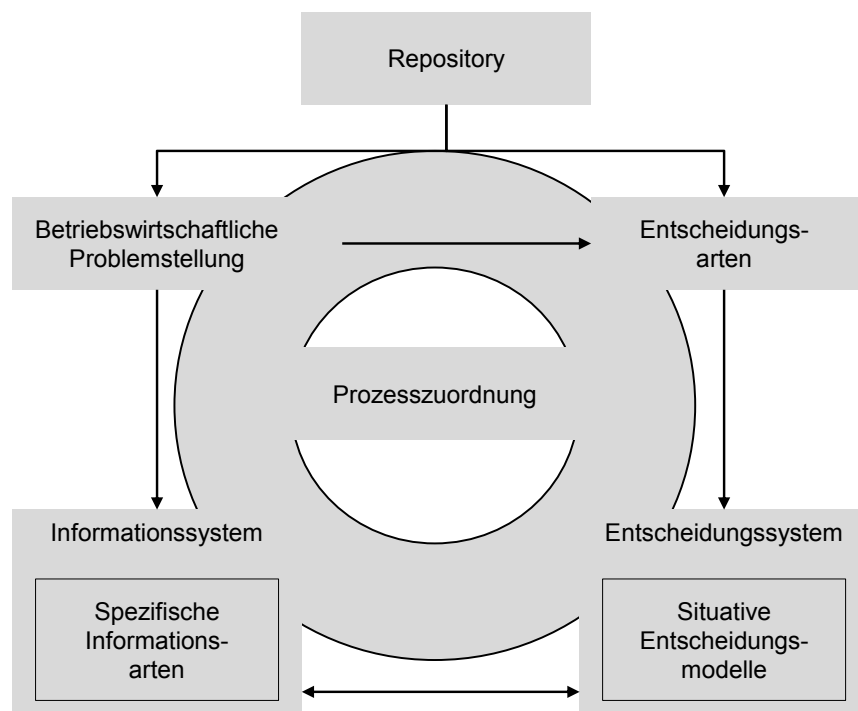 Repository
Betriebswirtschaftliche
Problemstellung
Entscheidungs-
arten
Prozesszuordnung
Informationssystem
Entscheidungssystem
Spezifische
Informations-
arten
Situative
Entscheidungs-
modelle